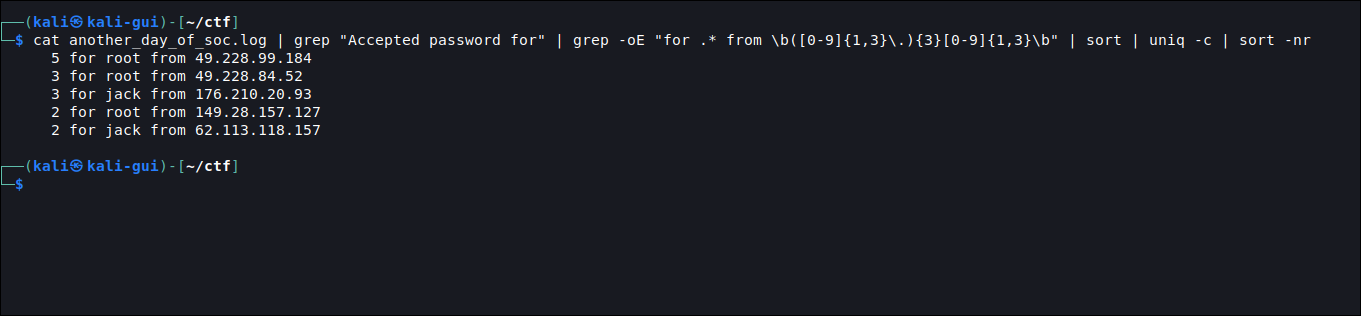 ┌──(kali㉿kali-gui)-[~/ctf]
└─$ cat another_day_of_soc.log | grep "Accepted password for" | grep -oE "for .* from \b([0-9]{1,3}\.){3}[0-9]{1,3}\b" | sort | uniq -c | sort -nr
5 for root from 49.228.99.184
3 for root from 49.228.84.52
3 for jack from 176.210.20.93
2 for root from 149.28.157.127
2 for jack from 62.113.118.157
┌──(kali㉿kali-gui)-[~/ctf]
└─$